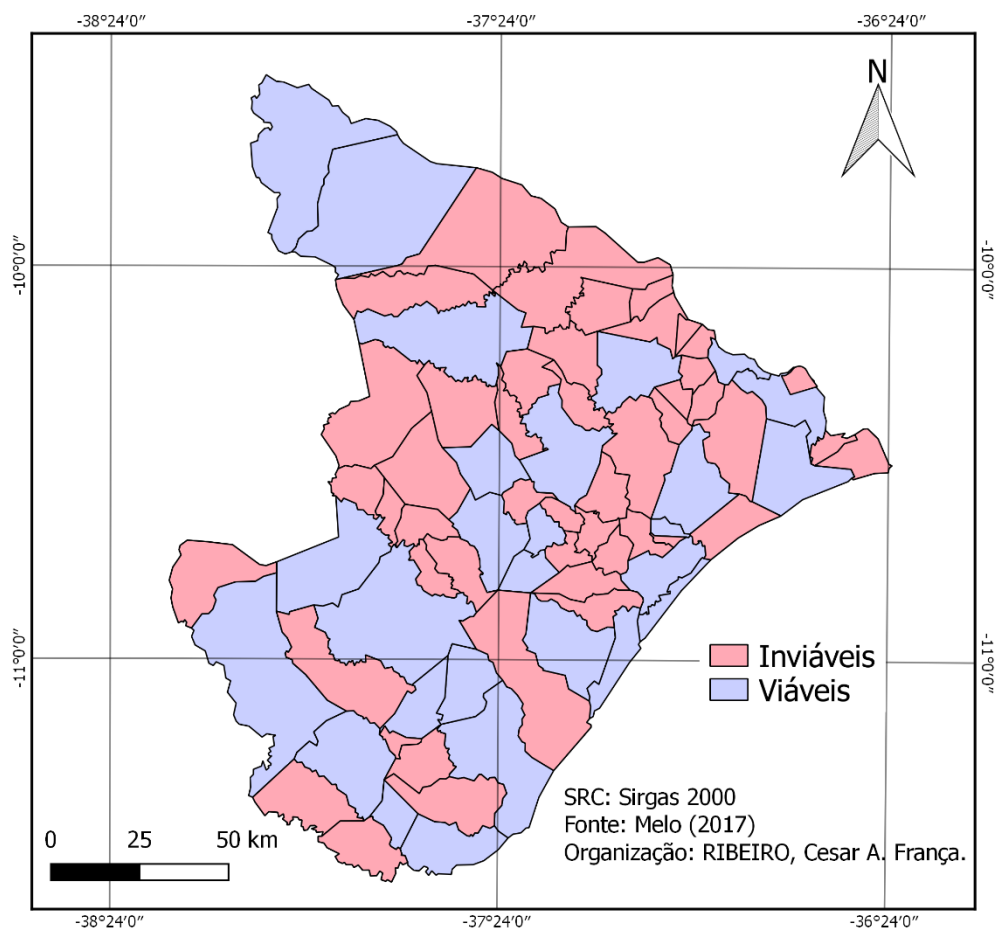 -38°24′0″ -37°24′0″ -36°24′0″
N
-10°0′0″ -10°0′0″
-11°0′0″ -11°0′0″
Inviáveis
Viáveis
SRC: Sirgas 2000
Fonte: Melo (2017)
Organização: RIBEIRO, Cesar A. França.
0 25 50 km
-38°24′0″ -37°24′0″ -36°24′0″